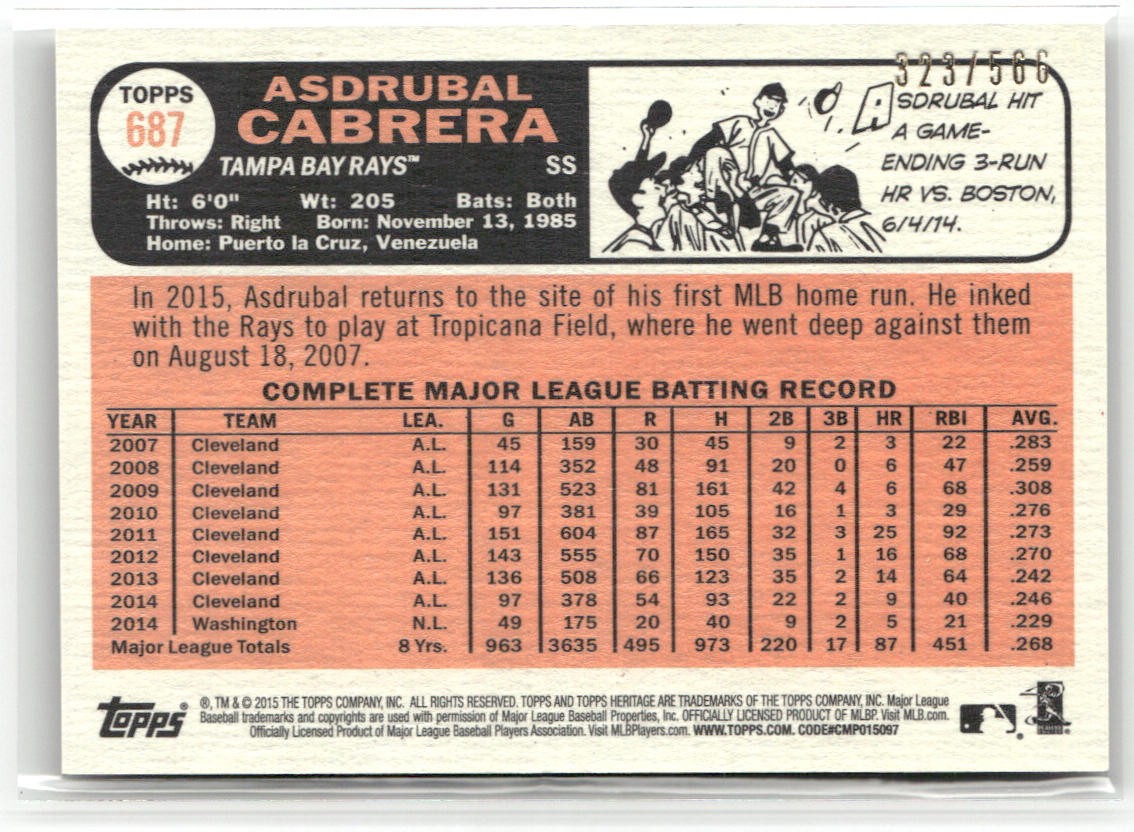 323/566
TOPPS
687
ASDRUBAL
CABRERA
TAMPA BAY RAYS™ SS
Ht: 6'0" Wt: 205 Bats: Both
Throws: Right Born: November 13, 1985
Home: Puerto la Cruz, Venezuela
ASDRUBAL HIT
A GAME-
ENDING 3-RUN
HR VS. BOSTON,
6/4/14.
In 2015, Asdrubal returns to the site of his first MLB home run. He inked
with the Rays to play at Tropicana Field, where he went deep against them
on August 18, 2007.
COMPLETE MAJOR LEAGUE BATTING RECORD
YEAR TEAM LEA. G AB R H 2B 3B HR RBI AVG.
2007 Cleveland A.L. 45 159 30 45 9 2 3 22 .283
2008 Cleveland A.L. 114 352 48 91 20 0 6 47 .259
2009 Cleveland A.L. 131 523 81 161 42 4 6 68 .308
2010 Cleveland A.L. 97 381 39 105 16 1 3 29 .276
2011 Cleveland A.L. 151 604 87 165 32 3 25 92 .273
2012 Cleveland A.L. 143 555 70 150 35 1 16 68 .270
2013 Cleveland A.L. 136 508 66 123 35 2 14 64 .242
2014 Cleveland A.L. 97 378 54 93 22 2 9 40 .246
2014 Washington N.L. 49 175 20 40 9 2 5 21 .229
Major League Totals 8 Yrs. 963 3635 495 973 220 17 87 451 .268
topps®
®, TM & © 2015 THE TOPPS COMPANY, INC. ALL RIGHTS RESERVED. TOPPS AND TOPPS HERITAGE ARE TRADEMARKS OF THE TOPPS COMPANY, INC. Major League
Baseball trademarks and copyrights are used with permission of Major League Baseball Properties, Inc. OFFICIALLY LICENSED PRODUCT OF MLBP. Visit MLB.com.
Officially Licensed Product of Major League Baseball Players Association. Visit MLBPlayers.com. WWW.TOPPS.COM. CODE#CMP015097